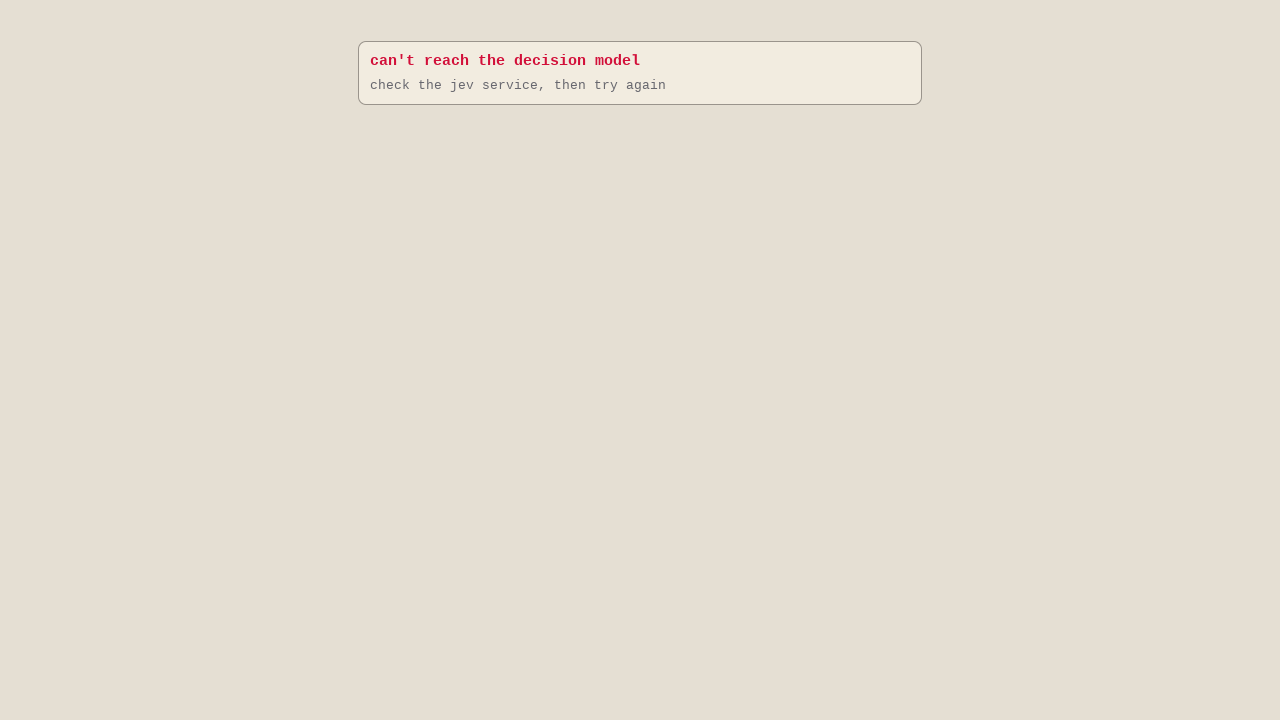 can't reach the decision model
check the jev service, then try again